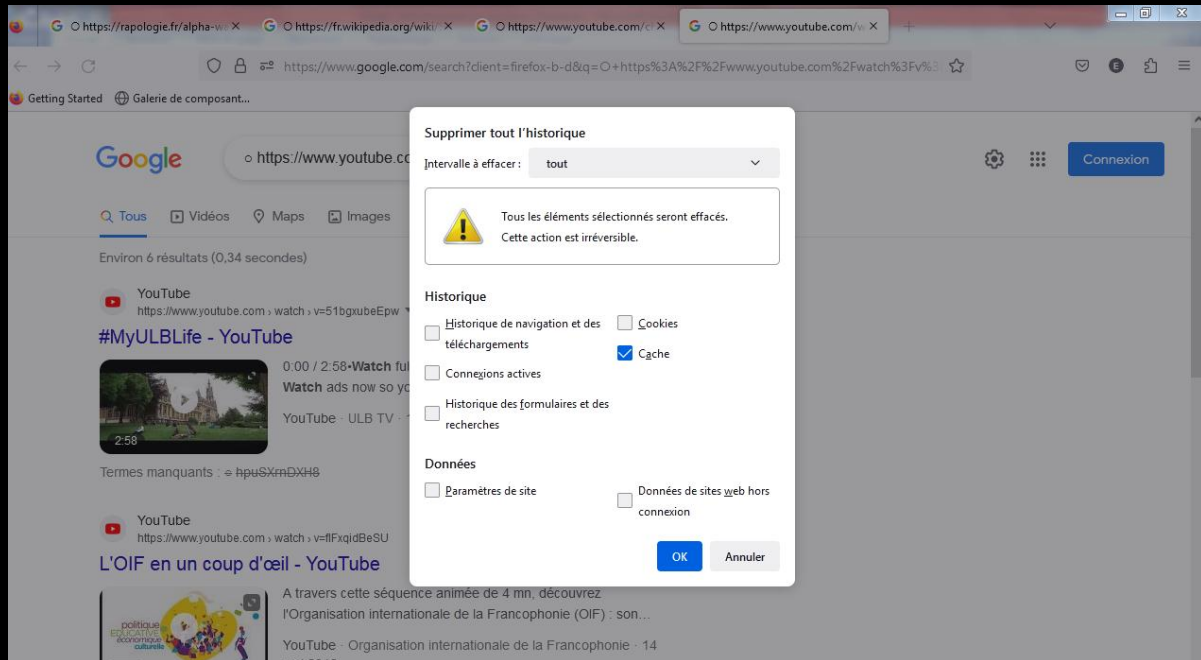 O https://rapologie.fr/alpha-wa
O https://fr.wikipedia.org/wiki/
O https://www.youtube.com/c
O https://www.youtube.com/w
https://www.google.com/search?client=firefox-b-d&q=O+https%3A%2F%2Fwww.youtube.com%2Fwatch%3Fv%3
E
Getting Started
Galerie de composant...
Google
o https://www.youtube.co
Connexion
Tous
Vidéos
Maps
Images
Environ 6 résultats (0,34 secondes)
YouTube
https://www.youtube.com › watch › v=51bgxubeEpw
#MyULBLife - YouTube
0:00 / 2:58•Watch ful
Watch ads now so yo
YouTube · ULB TV ·
2:58
Termes manquants : o hpuSXrnDXH8
YouTube
https://www.youtube.com › watch › v=flFxqidBeSU
L'OIF en un coup d'œil - YouTube
politique
EDUCATIVE
économique
culturelle
A travers cette séquence animée de 4 mn, découvrez
l'Organisation internationale de la Francophonie (OIF) : son...
YouTube · Organisation internationale de la Francophonie · 14
Supprimer tout l'historique
Intervalle à effacer :
tout
Tous les éléments sélectionnés seront effacés.
Cette action est irréversible.
Historique
Historique de navigation et des
téléchargements
Cookies
Cache
Connexions actives
Historique des formulaires et des
recherches
Données
Paramètres de site
Données de sites web hors
connexion
OK
Annuler